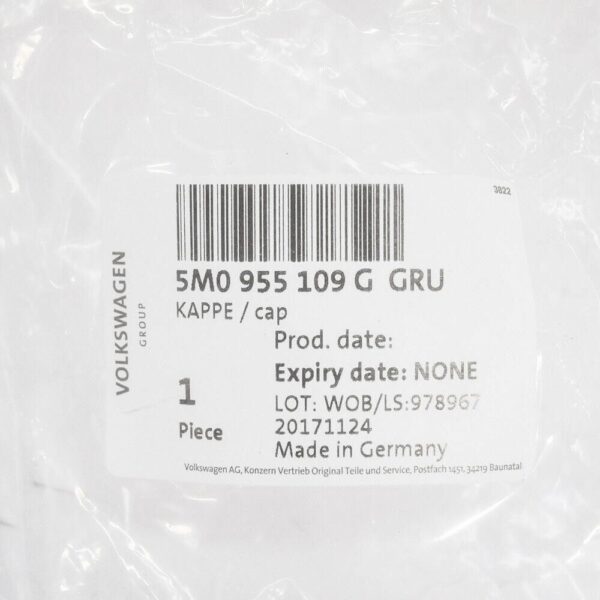 3822
5M0 955 109 G GRU
KAPPE / cap
VOLKSWAGEN
GROUP
Prod. date:
Expiry date: NONE
1
Piece
LOT: WOB/LS:978967
20171124
Made in Germany
Volkswagen AG, Konzern Vertrieb Original Teile und Service, Postfach 1451, 34219 Baunatal